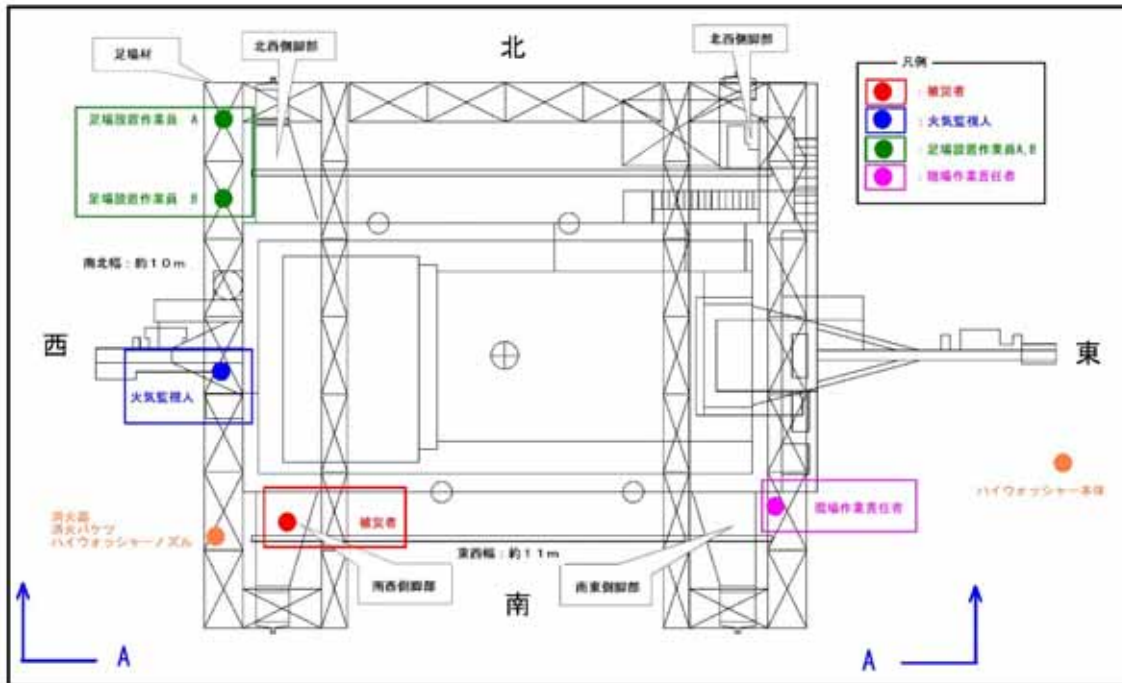 北
足場材
北西側脚部
北西側脚部
凡例
：被災者
：火気監視人
：足場設置作業員A,B
：現場作業責任者
足場設置作業員 A
足場設置作業員 B
南北幅：約１０ｍ
西
東
火気監視人
消火器
消火バケツ
ハイウォッシャーノズル
被災者
現場作業責任者
ハイウォッシャー本体
東西幅：約１１ｍ
南西側脚部
南東側脚部
南
A
A